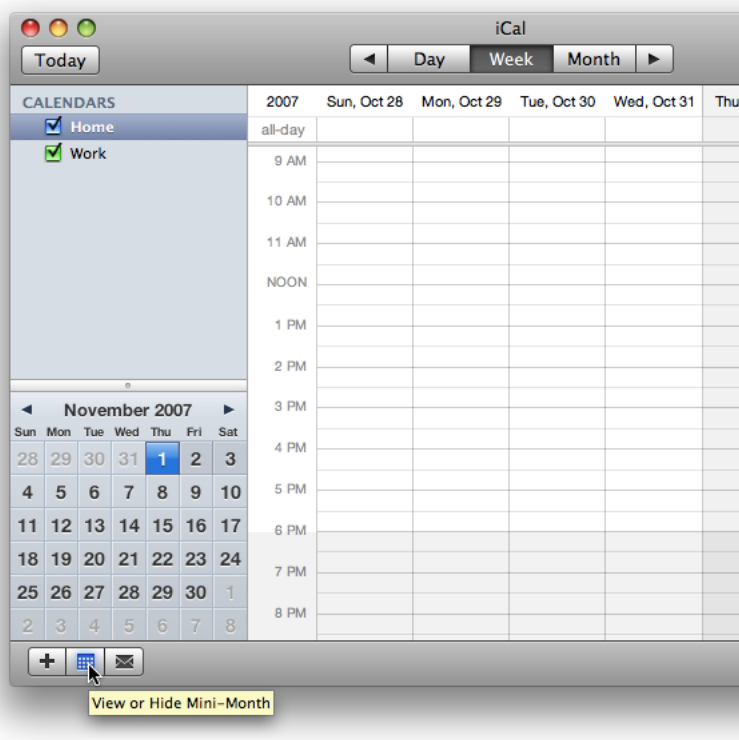 iCal
Today
Day Week Month
CALENDARS
Home
Work
2007 Sun, Oct 28 Mon, Oct 29 Tue, Oct 30 Wed, Oct 31 Thu
all-day
9 AM
10 AM
11 AM
NOON
1 PM
2 PM
3 PM
4 PM
5 PM
6 PM
7 PM
8 PM
November 2007
Sun Mon Tue Wed Thu Fri Sat
28 29 30 31 1 2 3
4 5 6 7 8 9 10
11 12 13 14 15 16 17
18 19 20 21 22 23 24
25 26 27 28 29 30 1
2 3 4 5 6 7 8
View or Hide Mini-Month